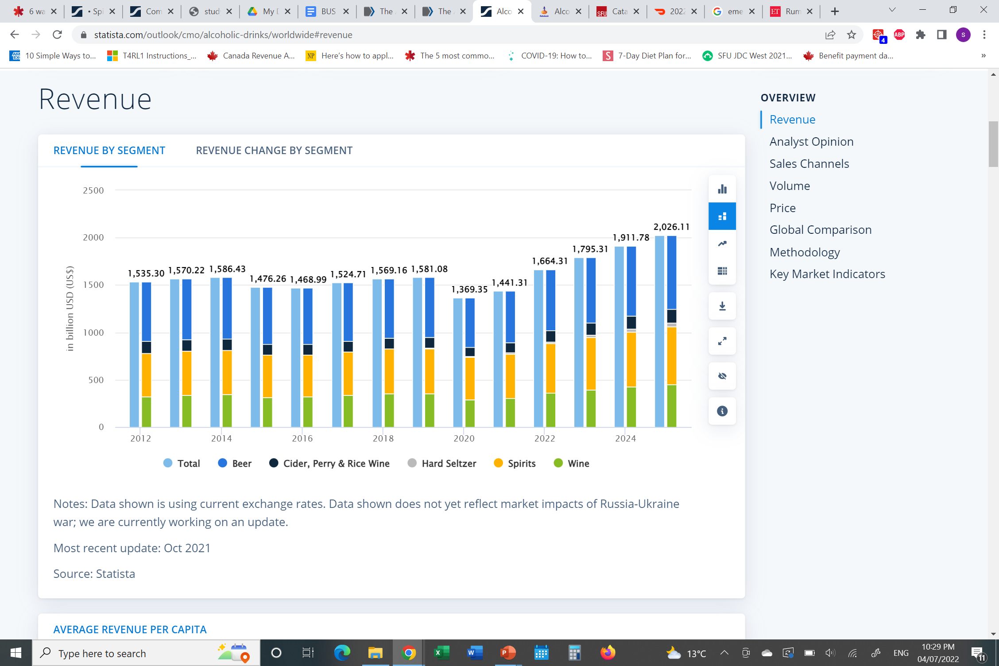 6 wa
Spi
Com
stud
My D
BUS
The
The
Alco
Alco
SFU Cata
2022
eme
ET Rum
statista.com/outlook/cmo/alcoholic-drinks/worldwide#revenue
4
ABP
S
AM EX 10 Simple Ways to...
T4RL1 Instructions_...
Canada Revenue A...
NP Here's how to appl...
The 5 most commo...
COVID-19: How to...
S 7-Day Diet Plan for...
SFU JDC West 2021...
Benefit payment da...
»
Revenue
OVERVIEW
Revenue
Analyst Opinion
Sales Channels
Volume
Price
Global Comparison
Methodology
Key Market Indicators
REVENUE BY SEGMENT
REVENUE CHANGE BY SEGMENT
in billion USD (US$)
2500
2000
1500
1000
500
0
1,535.30
1,570.22
1,586.43
1,476.26
1,468.99
1,524.71
1,569.16
1,581.08
1,369.35
1,441.31
1,664.31
1,795.31
1,911.78
2,026.11
2012
2014
2016
2018
2020
2022
2024
Total
Beer
Cider, Perry & Rice Wine
Hard Seltzer
Spirits
Wine
Notes: Data shown is using current exchange rates. Data shown does not yet reflect market impacts of Russia-Ukraine
war; we are currently working on an update.
Most recent update: Oct 2021
Source: Statista
AVERAGE REVENUE PER CAPITA
Type here to search
13°C
ENG
10:29 PM
04/07/2022
11